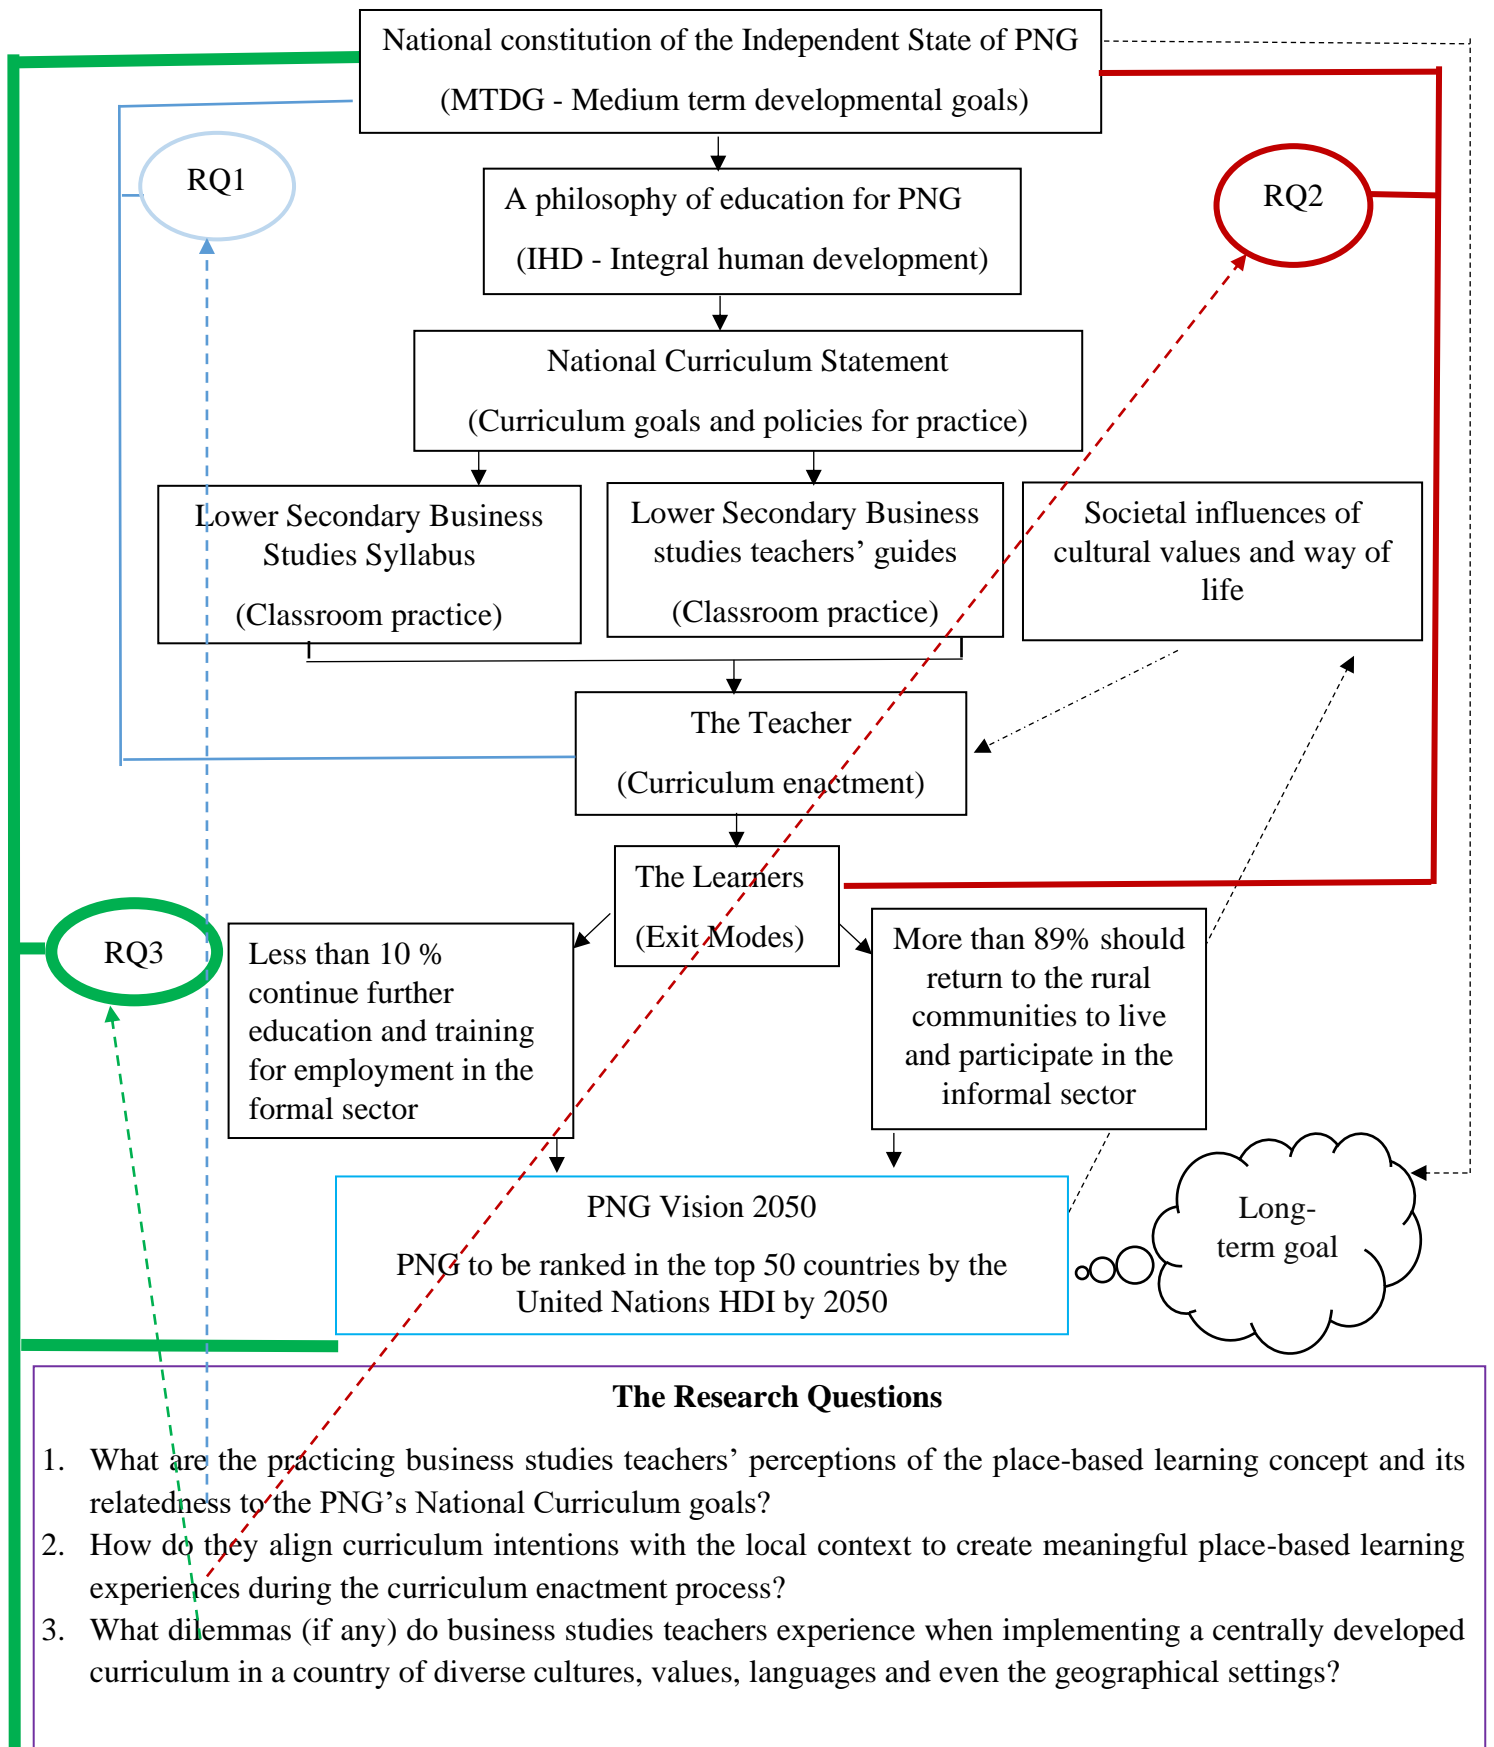 National constitution of the Independent State of PNG
(MTDG - Medium term developmental goals)
RQ1
A philosophy of education for PNG
(IHD - Integral human development)
RQ2
National Curriculum Statement
(Curriculum goals and policies for practice)
Lower Secondary Business
Studies Syllabus
(Classroom practice)
Lower Secondary Business
studies teachers’ guides
(Classroom practice)
Societal influences of
cultural values and way of
life
The Teacher
(Curriculum enactment)
The Learners
(Exit Modes)
RQ3
Less than 10 %
continue further
education and training
for employment in the
formal sector
More than 89% should
return to the rural
communities to live
and participate in the
informal sector
PNG Vision 2050
PNG to be ranked in the top 50 countries by the
United Nations HDI by 2050
Long-
term goal
The Research Questions
1. What are the practicing business studies teachers’ perceptions of the place-based learning concept and its
relatedness to the PNG’s National Curriculum goals?
2. How do they align curriculum intentions with the local context to create meaningful place-based learning
experiences during the curriculum enactment process?
3. What dilemmas (if any) do business studies teachers experience when implementing a centrally developed
curriculum in a country of diverse cultures, values, languages and even the geographical settings?